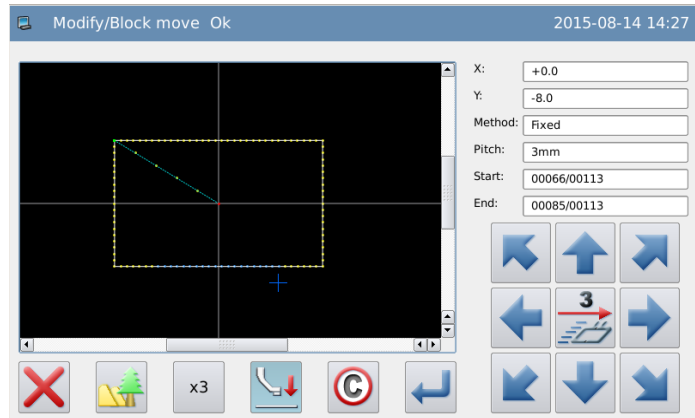 Modify/Block move Ok
2015-08-14 14:27
X: +0.0
Y: -8.0
Method: Fixed
Pitch: 3mm
Start: 00066/00113
End: 00085/00113
3
x3
C